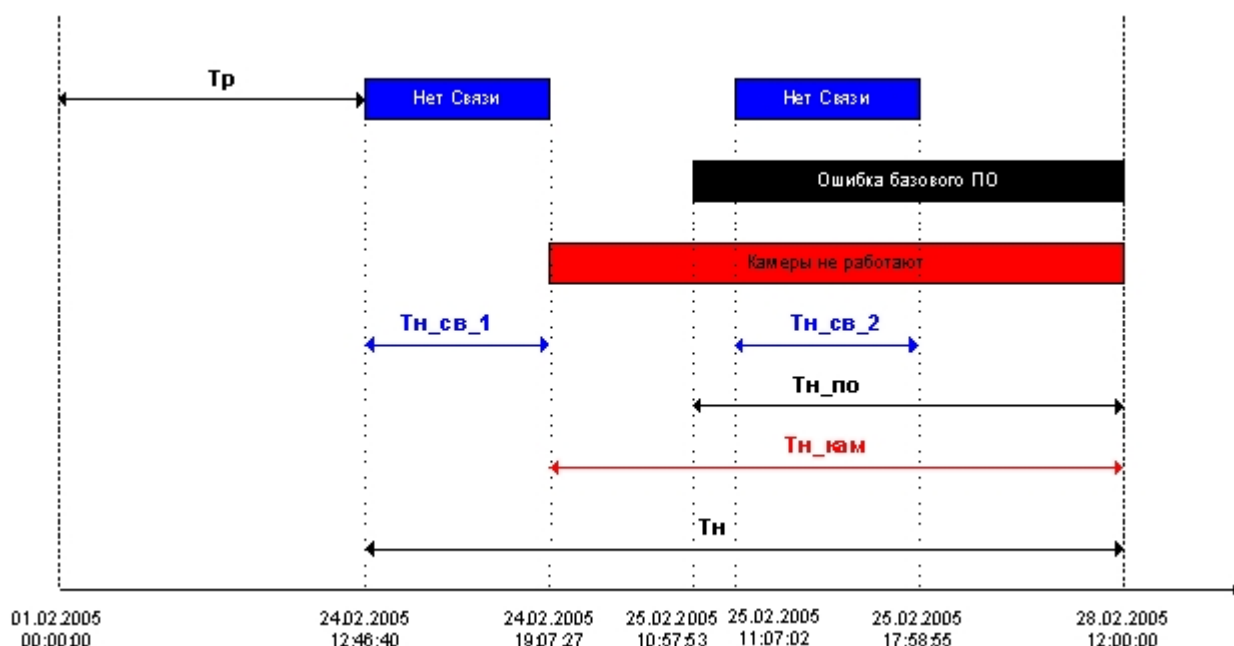 Тр
Нет Связи
Нет Связи
Ошибка базового ПО
Камеры не работают
Тн_св_1
Тн_св_2
Тн_по
Тн_кам
Тн
01.02.2005
00:00:00
24.02.2005
12:46:40
24.02.2005
19:07:27
25.02.2005
10:57:53
25.02.2005
11:07:02
25.02.2005
17:58:55
28.02.2005
12:00:00